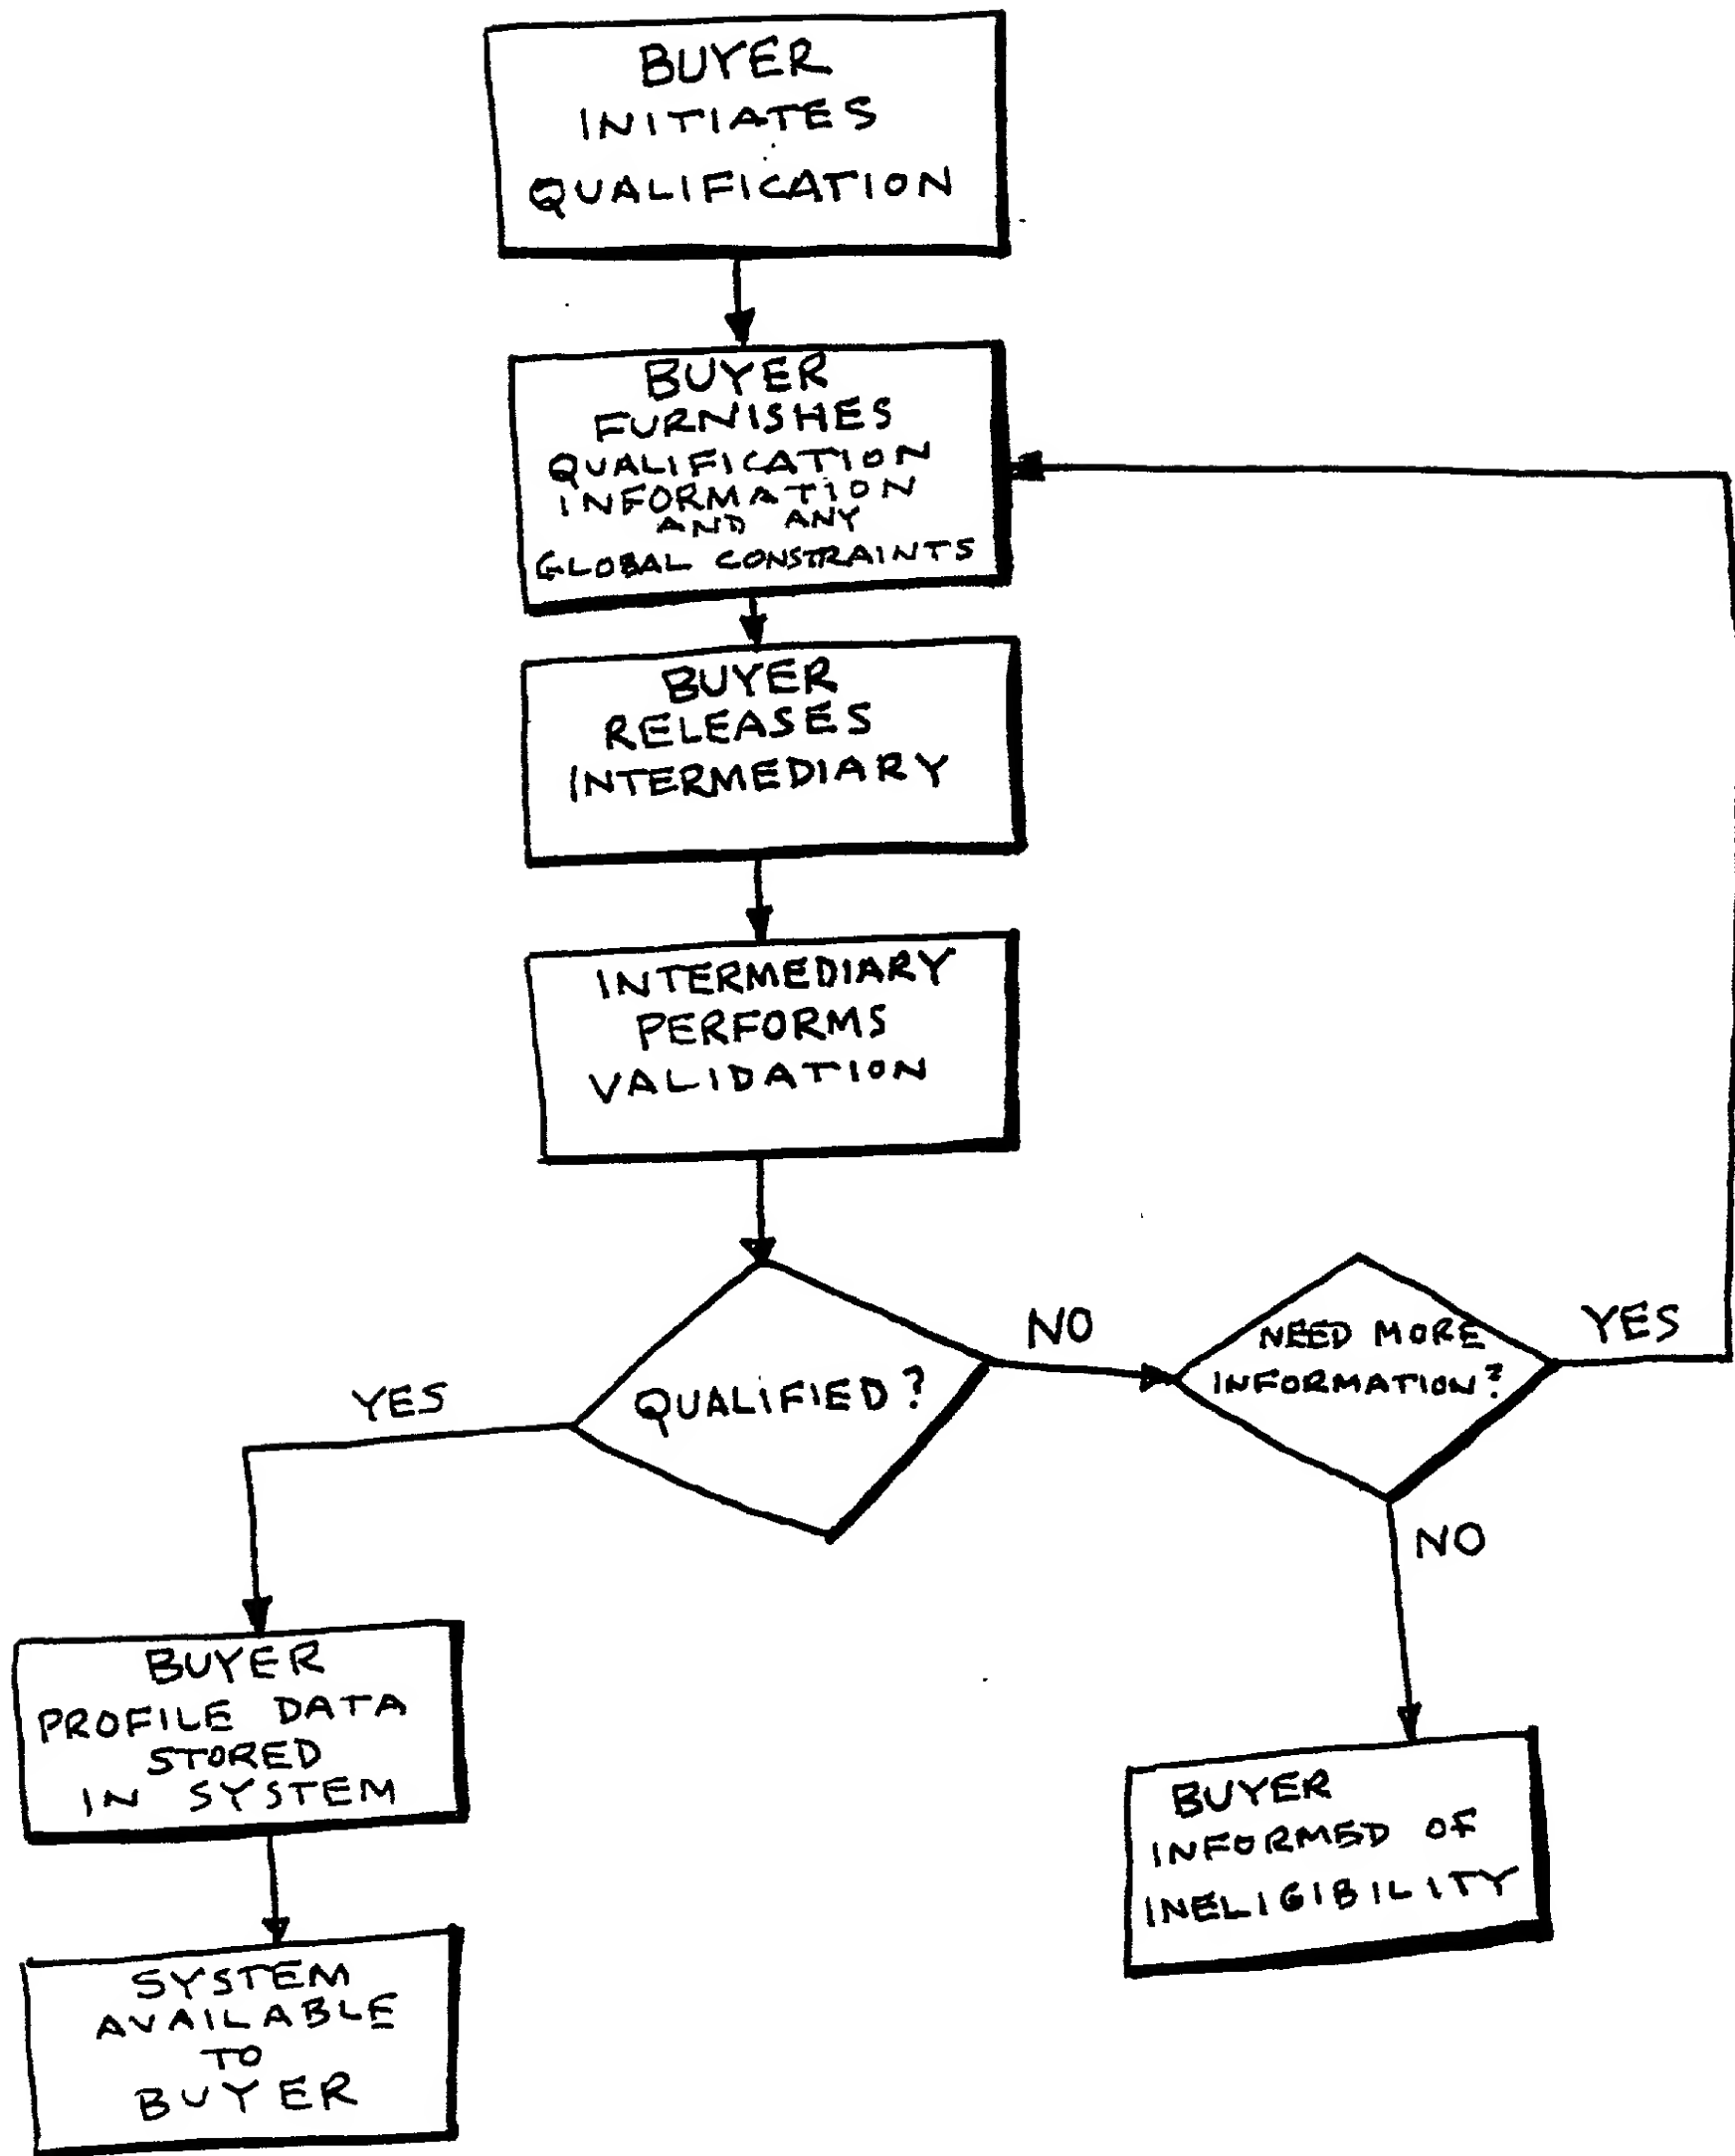 BUYER
INITIATES
QUALIFICATION
BUYER
FURNISHES
QUALIFICATION
INFORMATION
AND ANY
GLOBAL CONSTRAINTS
BUYER
RELEASES
INTERMEDIARY
INTERMEDIARY
PERFORMS
VALIDATION
QUALIFIED?
YES
NO
NEED MORE
INFORMATION?
YES
NO
BUYER
PROFILE DATA
STORED
IN SYSTEM
SYSTEM
AVAILABLE
TO
BUYER
BUYER
INFORMED OF
INELIGIBILITY